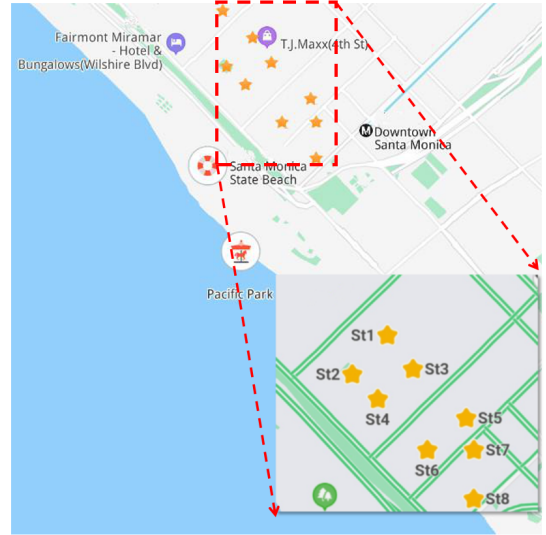 Fairmont Miramar
- Hotel &
Bungalows(Wilshire Blvd)
T.J.Maxx(4th St)
M Downtown
Santa Monica
Santa Monica
State Beach
Pacific Park
St1
St2
St3
St4
St5
St6
St7
St8